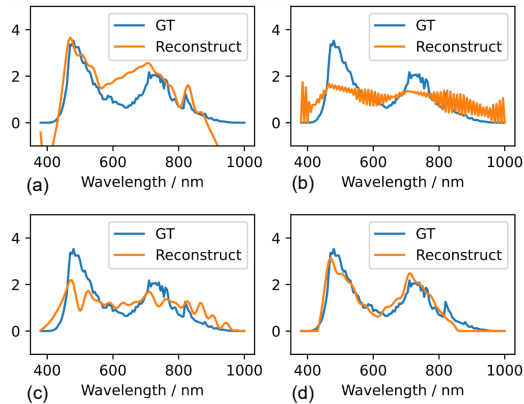 4
2
0
GT
Reconstruct
400 600 800 1000
Wavelength / nm
(a)
4
2
0
GT
Reconstruct
400 600 800 1000
Wavelength / nm
(b)
4
2
0
GT
Reconstruct
400 600 800 1000
Wavelength / nm
(c)
4
2
0
GT
Reconstruct
400 600 800 1000
Wavelength / nm
(d)